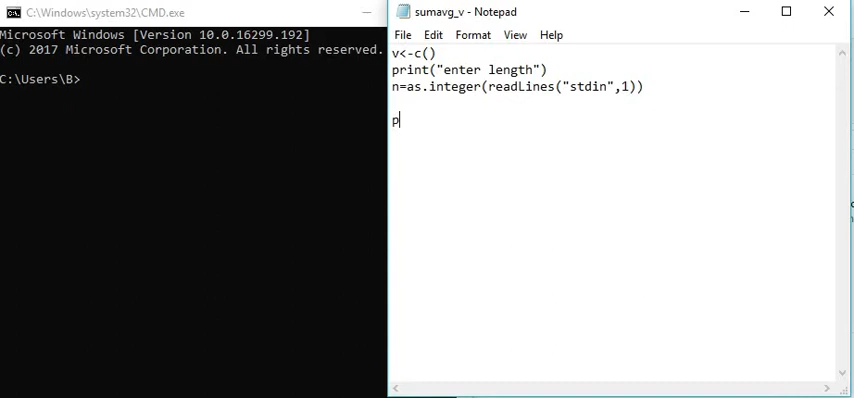 C:\Windows\system32\CMD.exe
Microsoft Windows [Version 10.0.16299.192]
(c) 2017 Microsoft Corporation. All rights reserved.
C:\Users\B>
sumavg_v - Notepad
File Edit Format View Help
v<-c()
print("enter length")
n=as.integer(readLines("stdin",1))
p